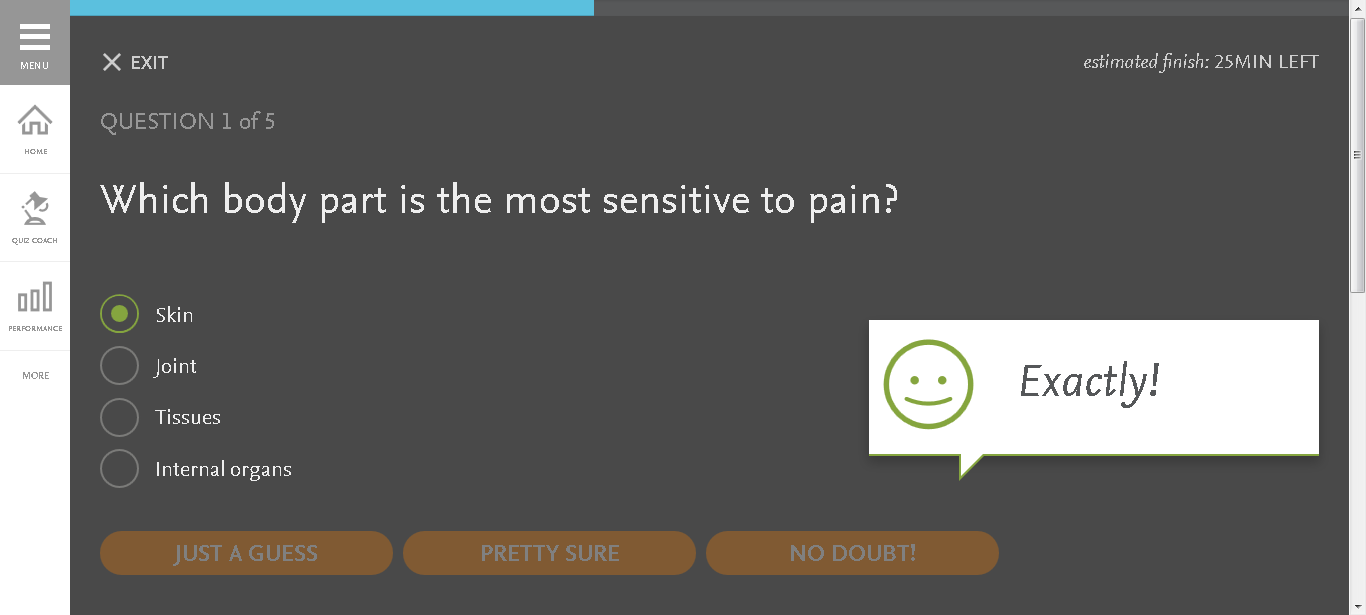 MENU
EXIT
estimated finish: 25MIN LEFT
HOME
QUESTION 1 of 5
Which body part is the most sensitive to pain?
QUIZ COACH
PERFORMANCE
Skin
Joint
MORE
Exactly!
Tissues
Internal organs
JUST A GUESS
PRETTY SURE
NO DOUBT!